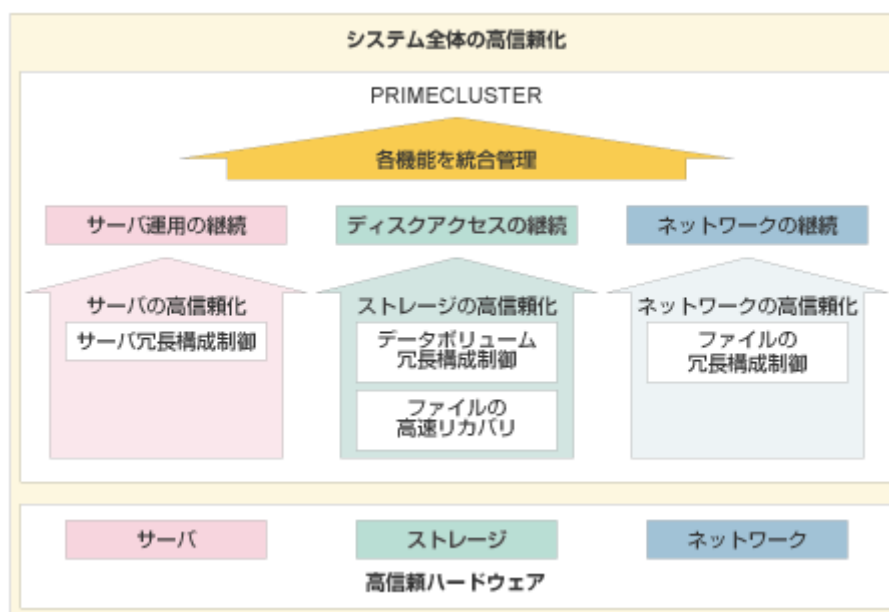 システム全体の高信頼化
PRIMECLUSTER
各機能を統合管理
サーバ運用の継続
ディスクアクセスの継続
ネットワークの継続
サーバの高信頼化
サーバ冗長構成制御
ストレージの高信頼化
データボリューム
冗長構成制御
ファイルの
高速リカバリ
ネットワークの高信頼化
ファイルの
冗長構成制御
サーバ
ストレージ
ネットワーク
高信頼ハードウェア